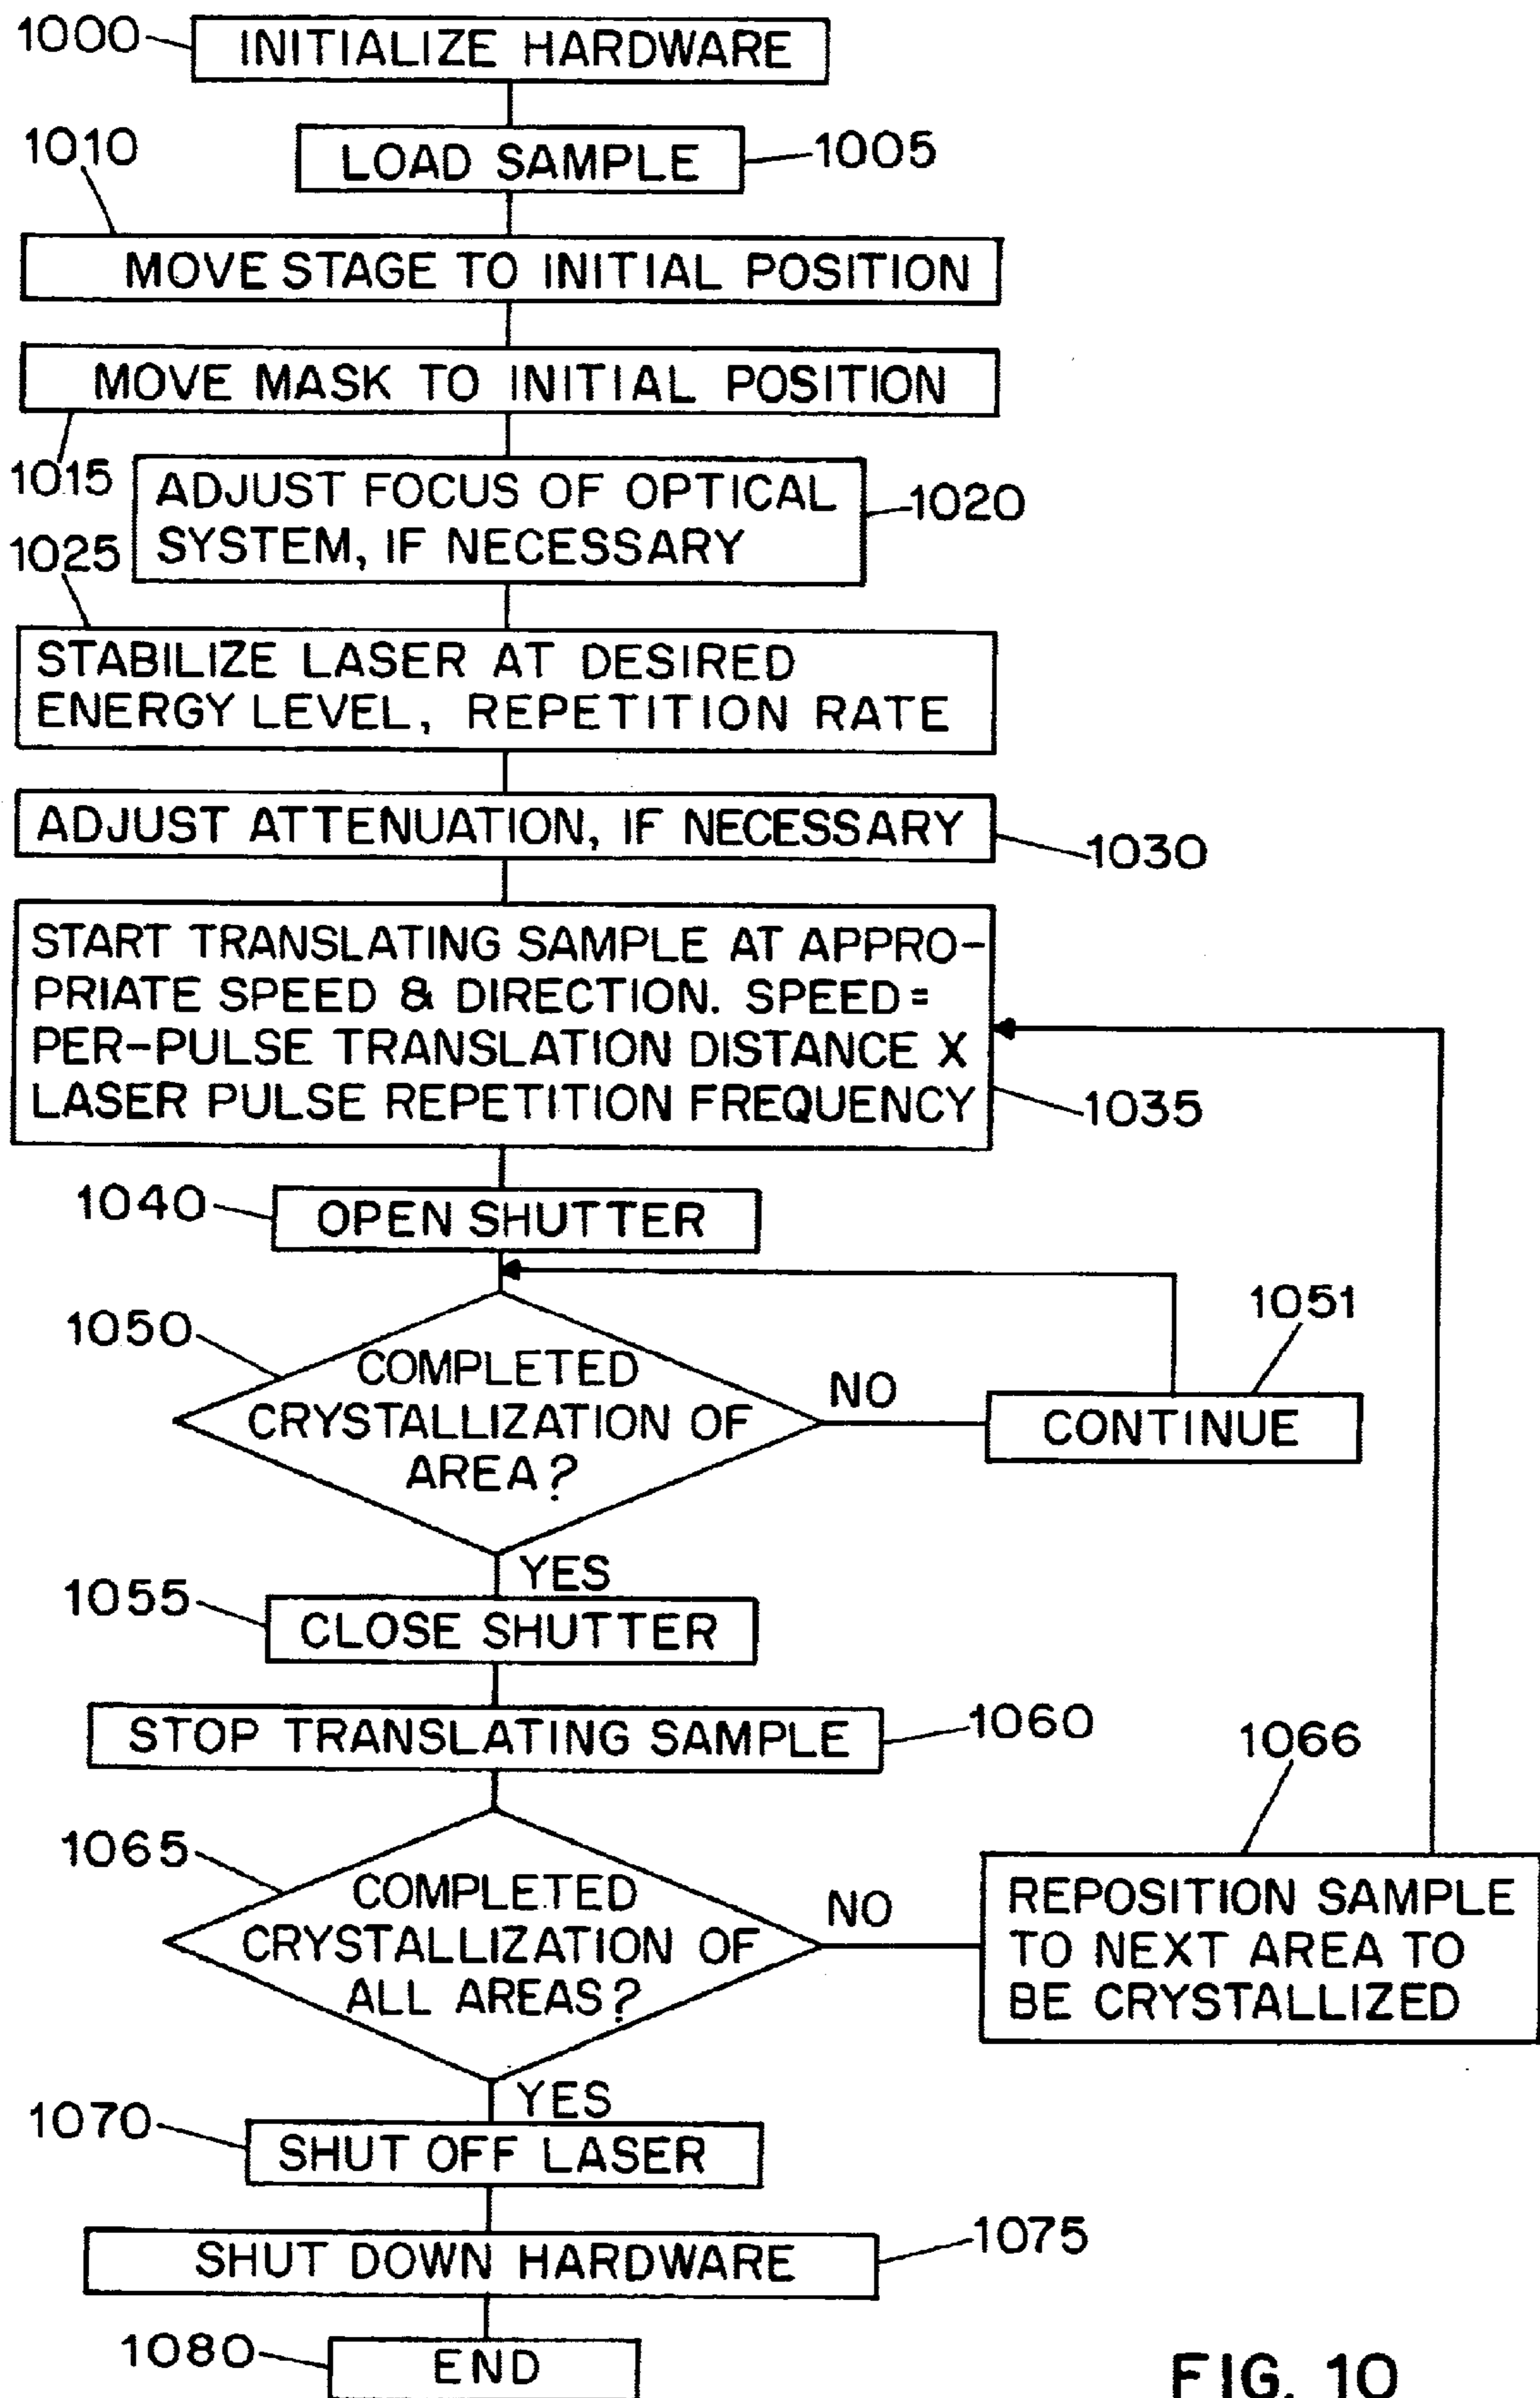 1000
INITIALIZE HARDWARE
LOAD SAMPLE
1005
1010
MOVE STAGE TO INITIAL POSITION
MOVE MASK TO INITIAL POSITION
1015
ADJUST FOCUS OF OPTICAL
SYSTEM, IF NECESSARY
1020
1025
STABILIZE LASER AT DESIRED
ENERGY LEVEL, REPETITION RATE
ADJUST ATTENUATION, IF NECESSARY
1030
START TRANSLATING SAMPLE AT APPRO-
PRIATE SPEED & DIRECTION. SPEED=
PER-PULSE TRANSLATION DISTANCE X
LASER PULSE REPETITION FREQUENCY
1035
1040
OPEN SHUTTER
1050
COMPLETED
CRYSTALLIZATION OF
AREA?
NO
1051
CONTINUE
YES
1055
CLOSE SHUTTER
STOP TRANSLATING SAMPLE
1060
1065
COMPLETED
CRYSTALLIZATION OF
ALL AREAS?
NO
1066
REPOSITION SAMPLE
TO NEXT AREA TO
BE CRYSTALLIZED
YES
1070
SHUT OFF LASER
SHUT DOWN HARDWARE
1075
1080
END
FIG. 10